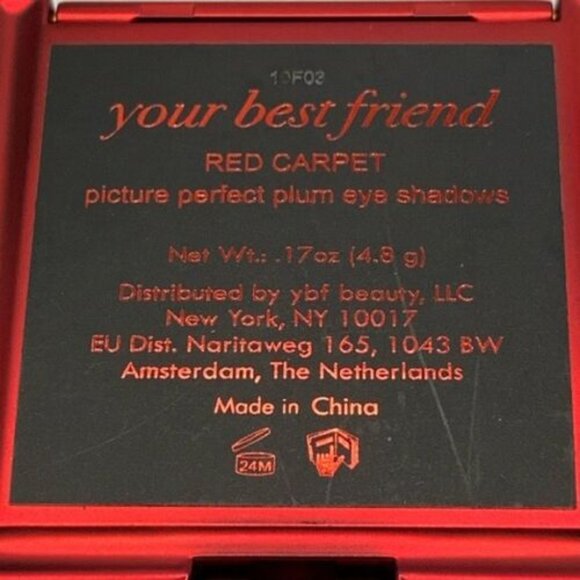 your best friend
RED CARPET
picture perfect plum eye shadows
Net Wt.: .17oz (4.8 g)
Distributed by ybf beauty, LLC
New York, NY 10017
EU Dist. Naritaweg 165, 1043 BW
Amsterdam, The Netherlands
Made in China
24M